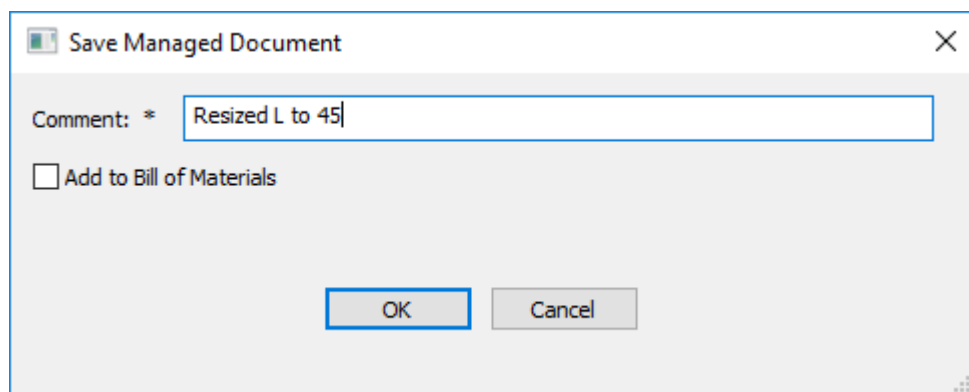 Save Managed Document
Comment: * Resized L to 45
Add to Bill of Materials
OK Cancel